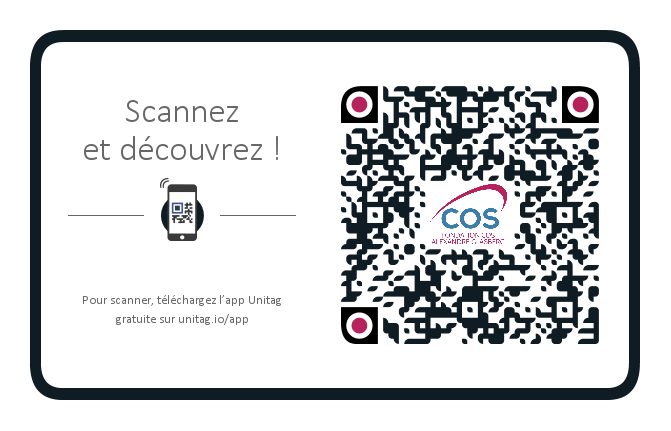 Scannez
et découvrez !
Pour scanner, téléchargez l’app Unitag
gratuite sur unitag.io/app
COS
FONDATION COS
ALEXANDRE GLASBERG